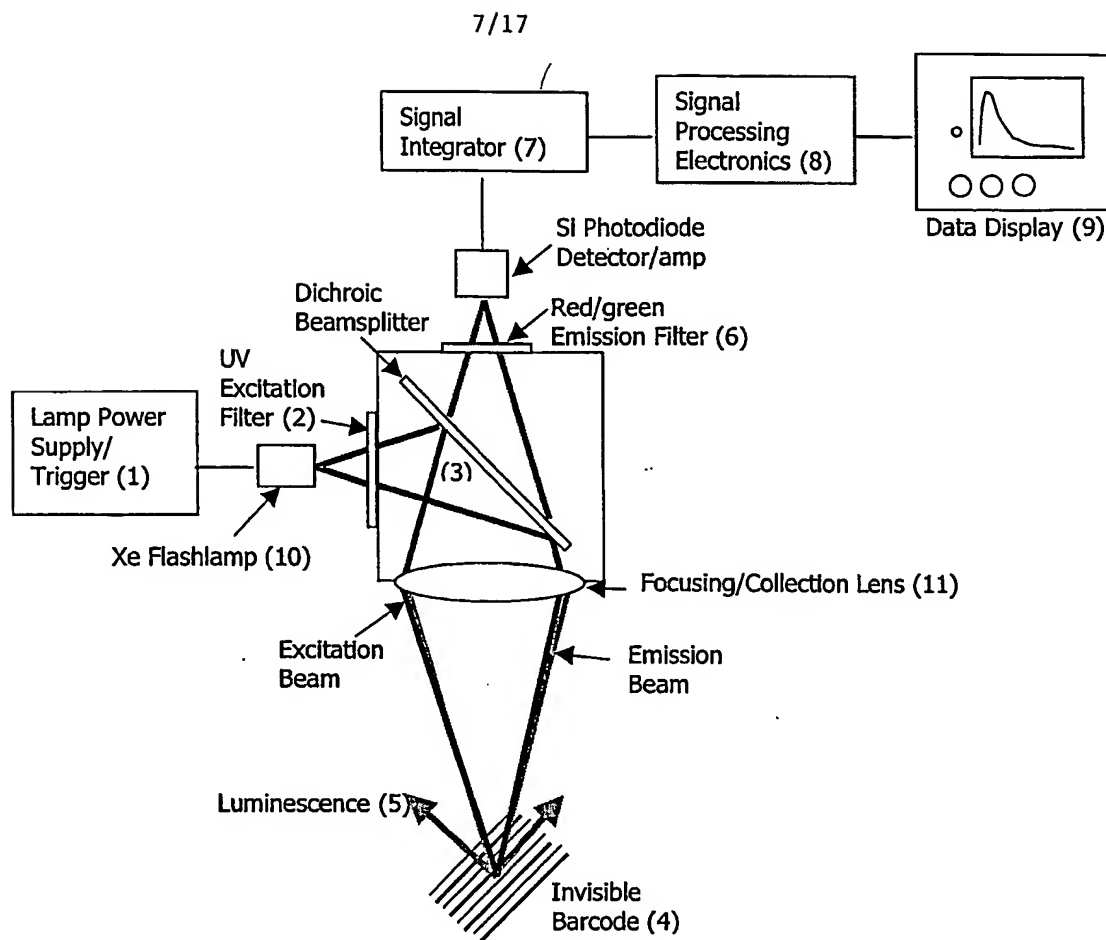 7/17
Signal
Integrator (7)
Signal
Processing
Electronics (8)
Data Display (9)
Si Photodiode
Detector/amp
Dichroic
Beamsplitter
Red/green
Emission Filter (6)
UV
Excitation
Filter (2)
Lamp Power
Supply/
Trigger (1)
(3)
Xe Flashlamp (10)
Focusing/Collection Lens (11)
Excitation
Beam
Emission
Beam
Luminescence (5)
Invisible
Barcode (4)